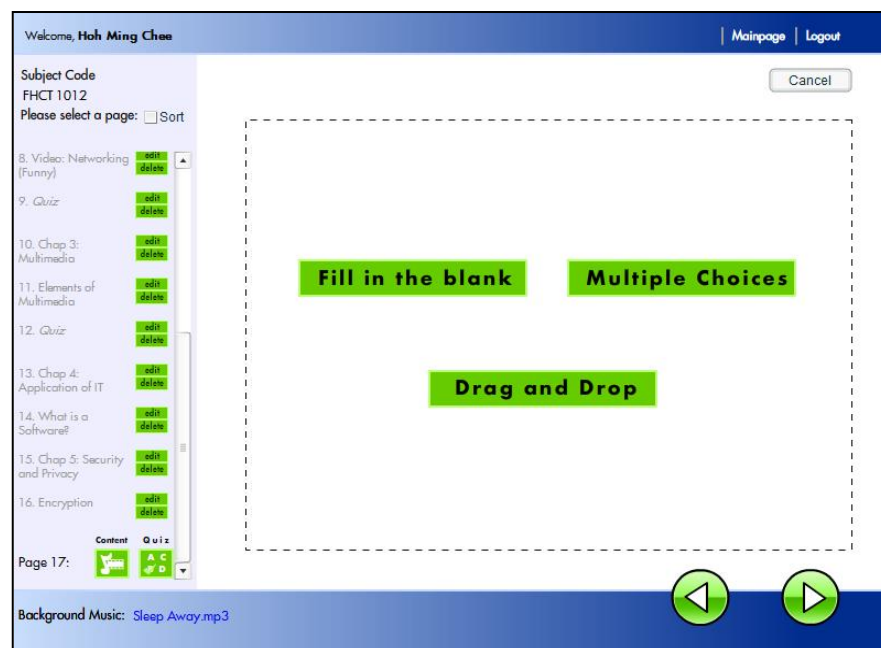 Welcome, Hoh Ming Chee
| Mainpage | Logout
Subject Code
FHCT 1012
Please select a page: Sort
Cancel
8. Video: Networking
(Funny)
edit
delete
9. Quiz
edit
delete
10. Chap 3:
Multimedia
edit
delete
11. Elements of
Multimedia
edit
delete
12. Quiz
edit
delete
13. Chap 4:
Application of IT
edit
delete
14. What is a
Software?
edit
delete
15. Chap 5: Security
and Privacy
edit
delete
16. Encryption
edit
delete
Content Quiz
Page 17:
A C
D
Fill in the blank
Multiple Choices
Drag and Drop
Background Music: Sleep Away.mp3